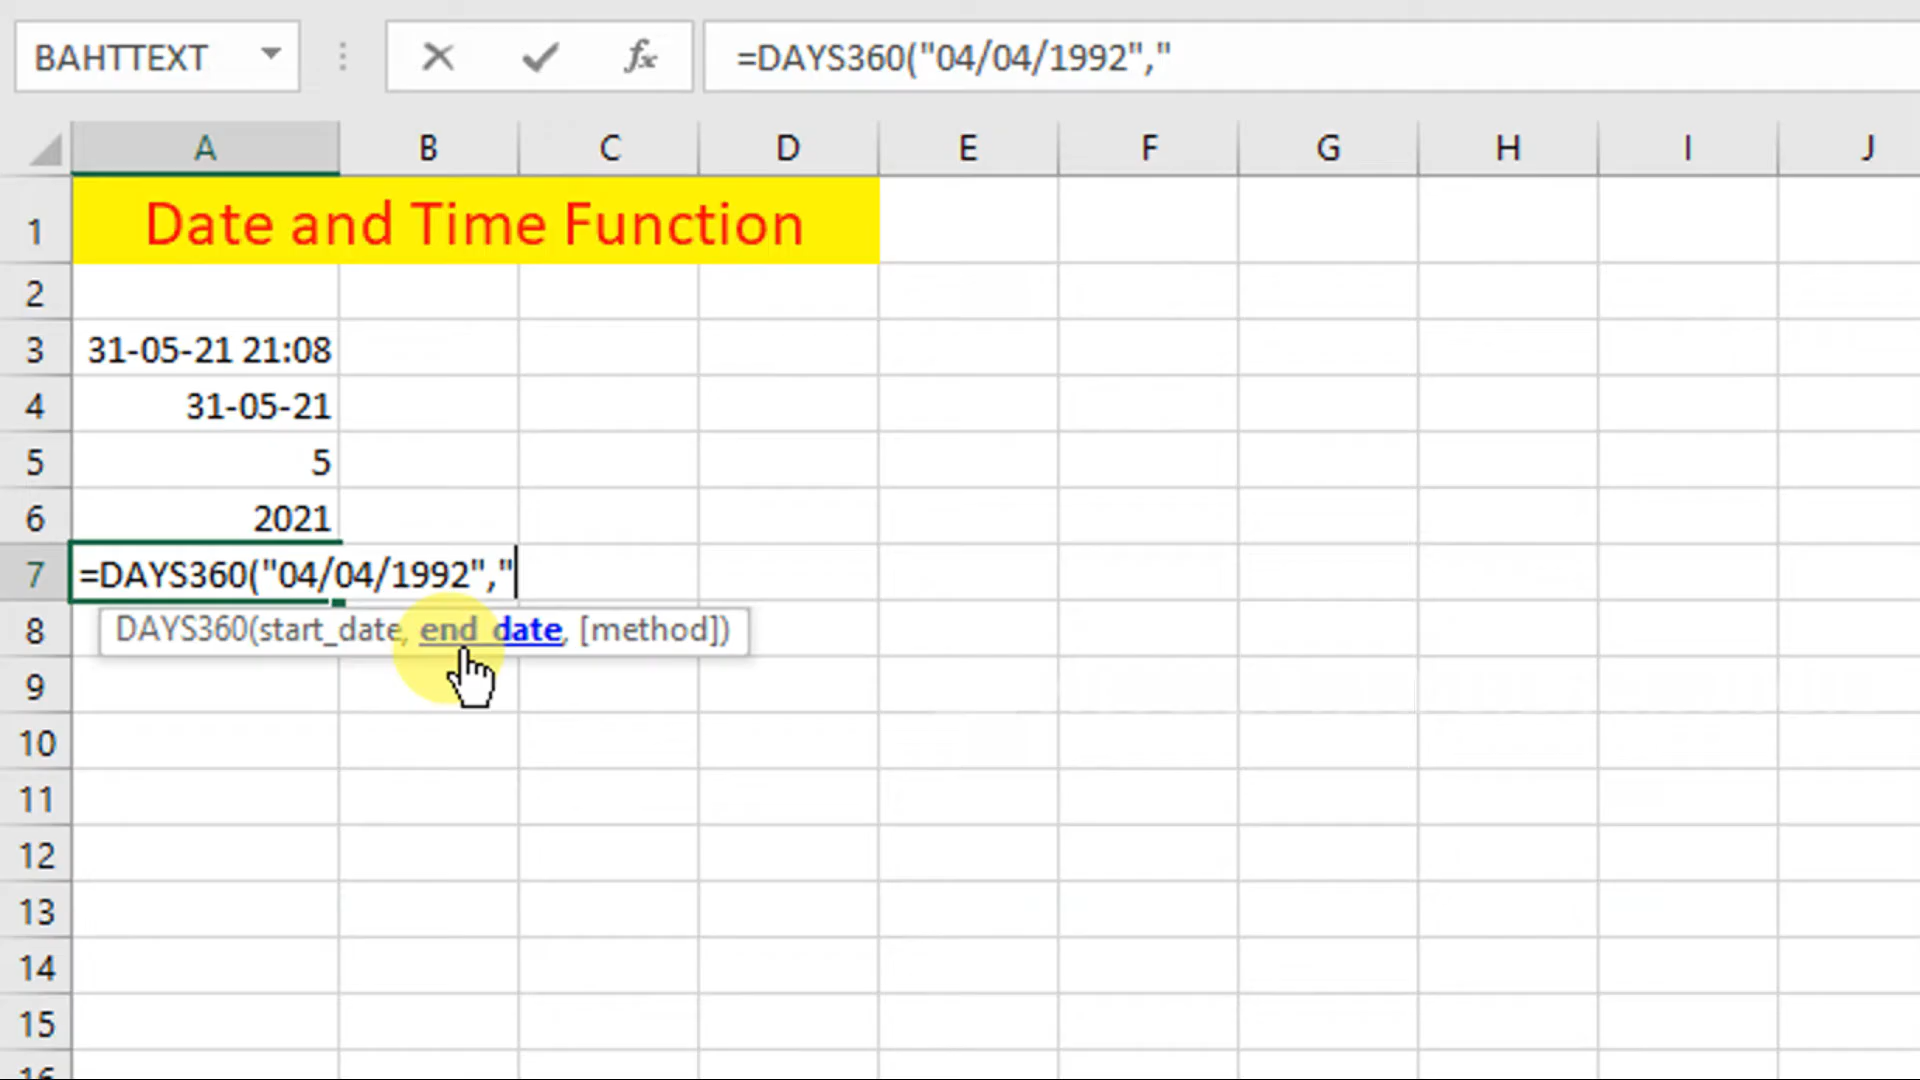 BAHTTEXT
fx
=DAYS360("04/04/1992","
A B C D E F G H I J
1 Date and Time Function
2
3 31-05-21 21:08
4 31-05-21
5 5
6 2021
7 =DAYS360("04/04/1992","
8 DAYS360(start_date, end_date, [method])
9
10
11
12
13
14
15
16